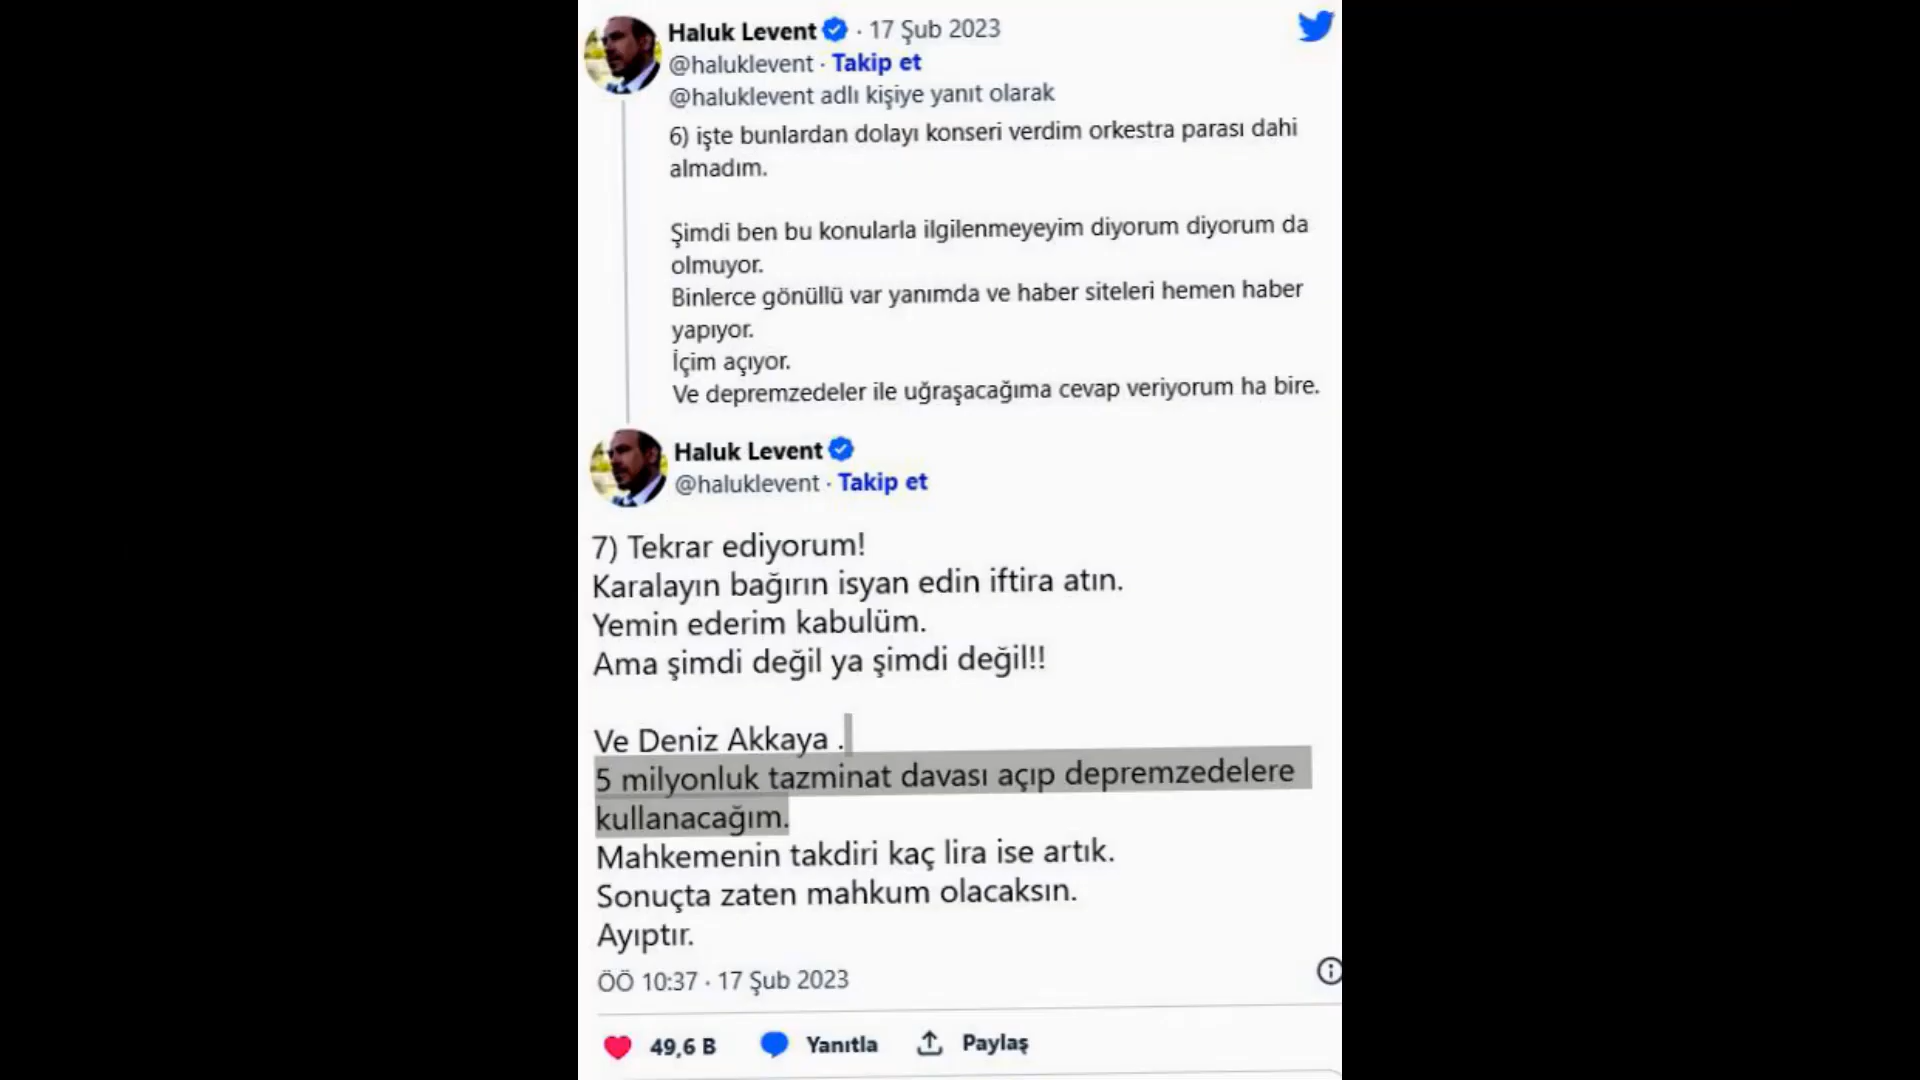 Haluk Levent · 17 Şub 2023
@haluklevent · Takip et
@haluklevent adlı kişiye yanıt olarak
6) işte bunlardan dolayı konseri verdim orkestra parası dahi
almadım.
Şimdi ben bu konularla ilgilenmeyeyim diyorum diyorum da
olmuyor.
Binlerce gönüllü var yanımda ve haber siteleri hemen haber
yapıyor.
İçim açıyor.
Ve depremzedeler ile uğraşacağıma cevap veriyorum ha bire.
Haluk Levent
@haluklevent · Takip et
7) Tekrar ediyorum!
Karalayın bağırın isyan edin iftira atın.
Yemin ederim kabulüm.
Ama şimdi değil ya şimdi değil!!
Ve Deniz Akkaya .
5 milyonluk tazminat davası açıp depremzedelere
kullanacağım.
Mahkemenin takdiri kaç lira ise artık.
Sonuçta zaten mahkum olacaksın.
Ayıptır.
ÖÖ 10:37 · 17 Şub 2023
49,6 B Yanıtla Paylaş